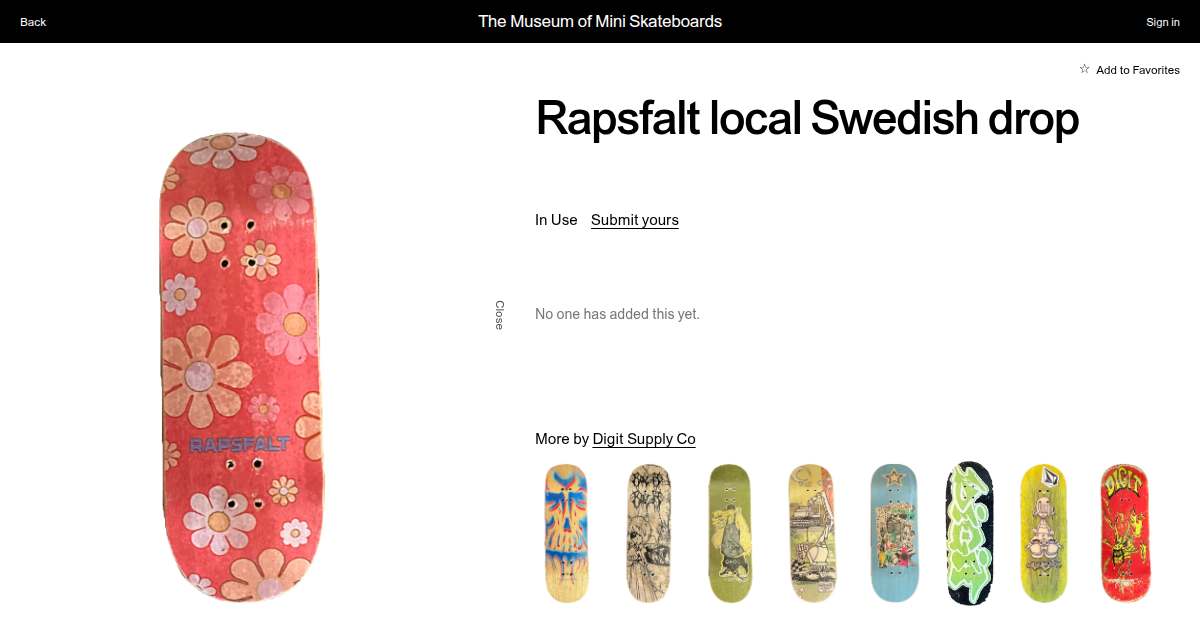 Back
The Museum of Mini Skateboards
Sign in
☆ Add to Favorites
Rapsfalt local Swedish drop
In Use Submit yours
Close
No one has added this yet.
RAPSFALT
More by Digit Supply Co
DIGIT